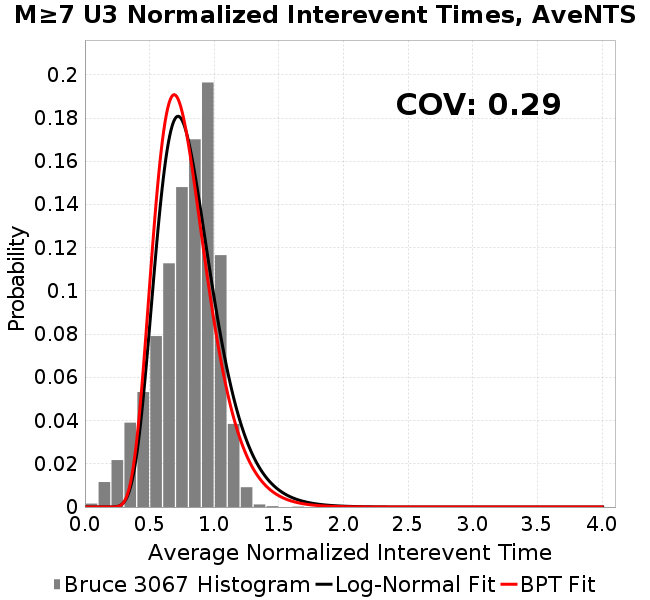 M≥7 U3 Normalized Interevent Times, AveNTS
COV: 0.29
Probability
0.2
0.18
0.16
0.14
0.12
0.1
0.08
0.06
0.04
0.02
0
0.0 0.5 1.0 1.5 2.0 2.5 3.0 3.5 4.0
Average Normalized Interevent Time
Bruce 3067 Histogram Log-Normal Fit BPT Fit